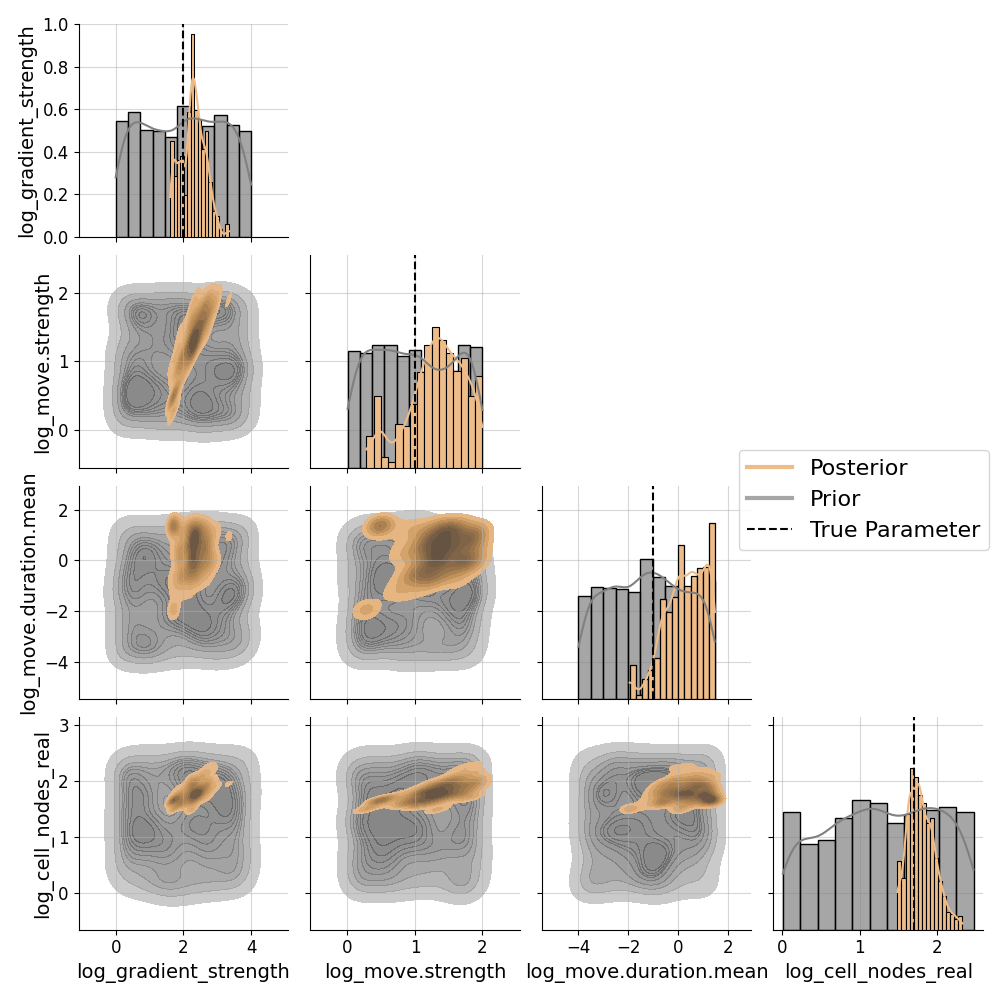 log_gradient_strength
1.0
0.8
0.6
0.4
0.2
0.0
log_move.strength
2
1
0
log_move.duration.mean
2
0
−2
−4
Posterior
Prior
True Parameter
log_cell_nodes_real
3
2
1
0
0 2 4
0 1 2
−4 −2 0 2
0 1 2
log_gradient_strength
log_move.strength
log_move.duration.mean
log_cell_nodes_real